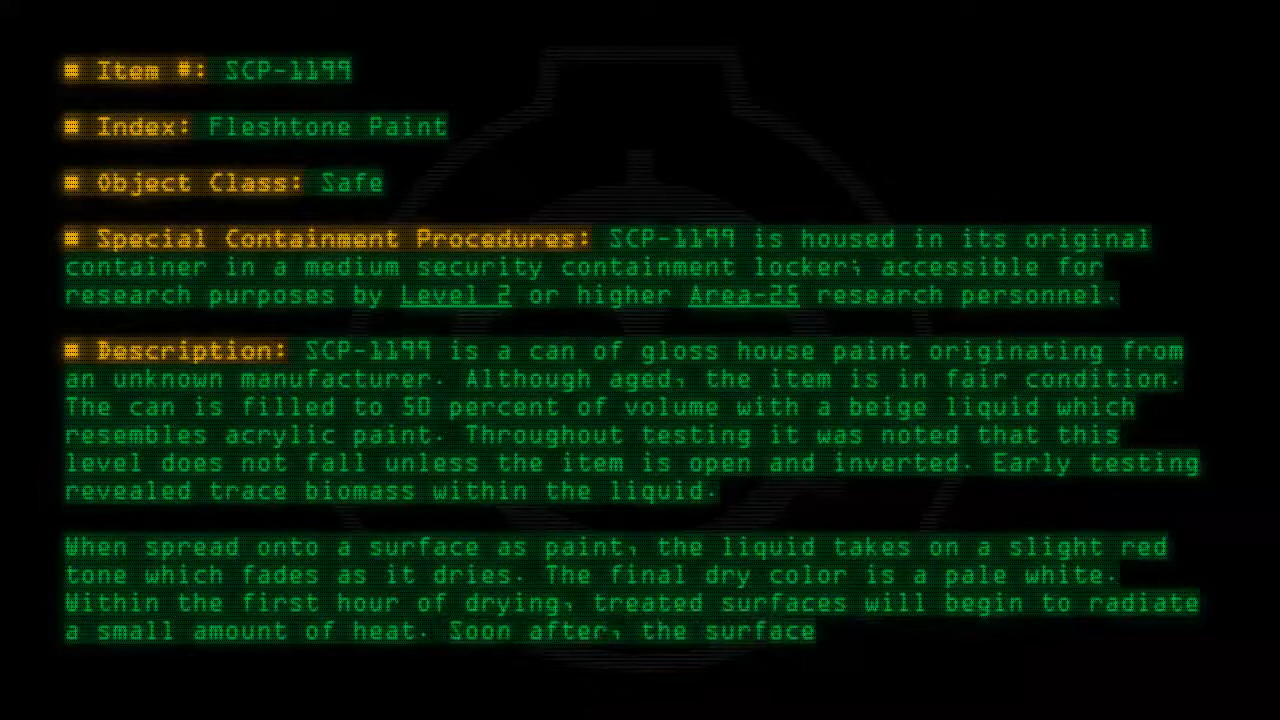 ■ Item #: SCP-1199
■ Index: Fleshtone Paint
■ Object Class: Safe
■ Special Containment Procedures: SCP-1199 is housed in its original
container in a medium security containment locker; accessible for
research purposes by Level 2 or higher Area-25 research personnel.
■ Description: SCP-1199 is a can of gloss house paint originating from
an unknown manufacturer. Although aged, the item is in fair condition.
The can is filled to 50 percent of volume with a beige liquid which
resembles acrylic paint. Throughout testing it was noted that this
level does not fall unless the item is open and inverted. Early testing
revealed trace biomass within the liquid.
When spread onto a surface as paint, the liquid takes on a slight red
tone which fades as it dries. The final dry color is a pale white.
Within the first hour of drying, treated surfaces will begin to radiate
a small amount of heat. Soon after, the surface